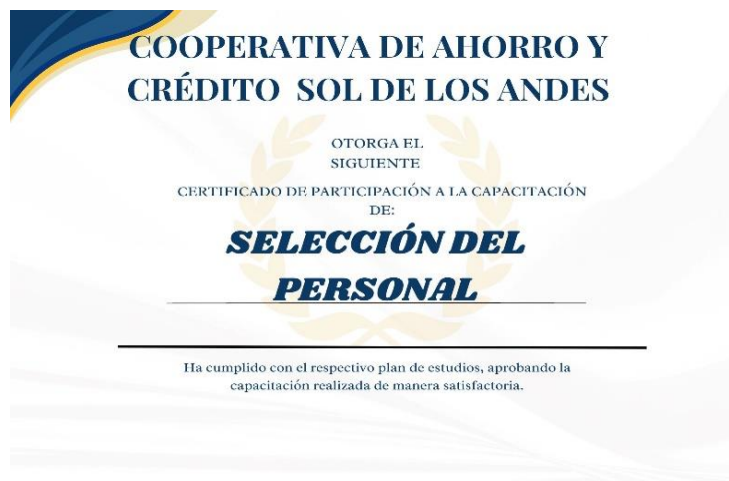 COOPERATIVA DE AHORRO Y
CRÉDITO SOL DE LOS ANDES
OTORGA EL
SIGUIENTE
CERTIFICADO DE PARTICIPACIÓN A LA CAPACITACIÓN
DE:
SELECCIÓN DEL
PERSONAL
Ha cumplido con el respectivo plan de estudios, aprobando la
capacitación realizada de manera satisfactoria.